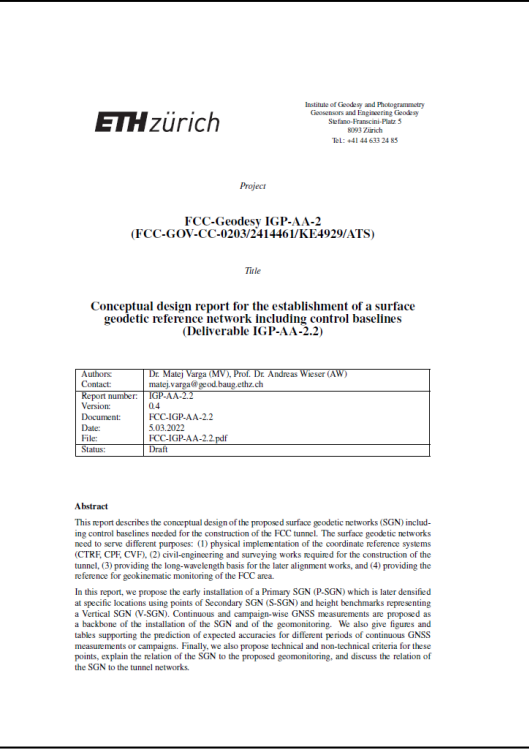 ETH zürich
Institute of Geodesy and Photogrammetry
Geosensors and Engineering Geodesy
Stefano-Franscini-Platz 5
8093 Zürich
Tel.: +41 44 633 24 85
Project
FCC-Geodesy IGP-AA-2
(FCC-GOV-CC-0203/2414461/KE4929/ATS)
Title
Conceptual design report for the establishment of a surface
geodetic reference network including control baselines
(Deliverable IGP-AA-2.2)
Authors: Dr. Matej Varga (MV), Prof. Dr. Andreas Wieser (AW)
Contact: matej.varga@geod.baug.ethz.ch
Report number: IGP-AA-2.2
Version: 0.4
Document: FCC-IGP-AA-2.2
Date: 5.03.2022
File: FCC-IGP-AA-2.2.pdf
Status: Draft
Abstract
This report describes the conceptual design of the proposed surface geodetic networks (SGN) includ-
ing control baselines needed for the construction of the FCC tunnel. The surface geodetic networks
need to serve different purposes: (1) physical implementation of the coordinate reference systems
(CTRF, CPF, CVF), (2) civil-engineering and surveying works required for the construction of the
tunnel, (3) providing the long-wavelength basis for the later alignment works, and (4) providing the
reference for geokinematic monitoring of the FCC area.
In this report, we propose the early installation of a Primary SGN (P-SGN) which is later densified
at specific locations using points of Secondary SGN (S-SGN) and height benchmarks representing
a Vertical SGN (V-SGN). Continuous and campaign-wise GNSS measurements are proposed as
a backbone of the installation of the SGN and of the geomonitoring. We also give figures and
tables supporting the prediction of expected accuracies for different periods of continuous GNSS
measurements or campaigns. Finally, we also propose technical and non-technical criteria for these
points, explain the relation of the SGN to the proposed geomonitoring, and discuss the relation of
the SGN to the tunnel networks.